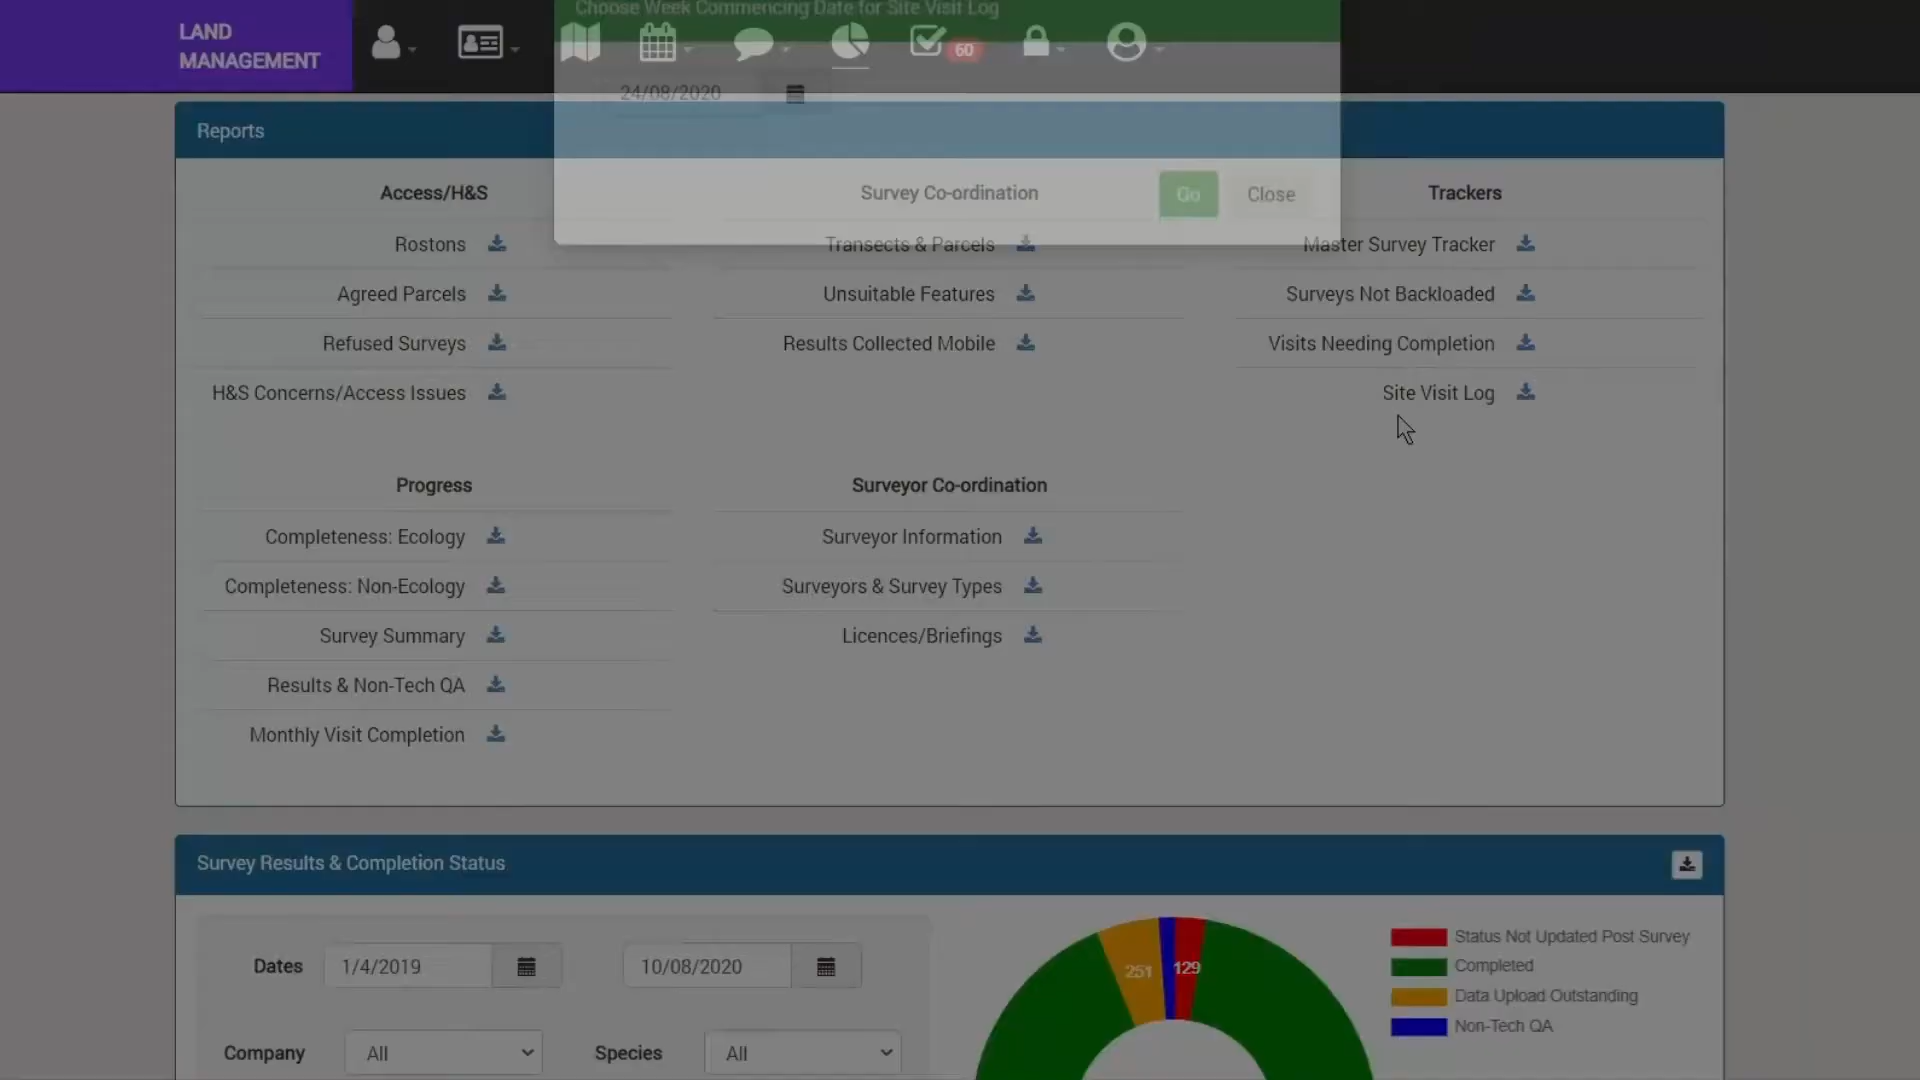 LAND
MANAGEMENT
60
Choose Week Commencing Date for Site Visit Log
24/08/2020
Go
Close
Reports
Access/H&S
Rostons
Agreed Parcels
Refused Surveys
H&S Concerns/Access Issues
Survey Co-ordination
Transects & Parcels
Unsuitable Features
Results Collected Mobile
Trackers
Master Survey Tracker
Surveys Not Backloaded
Visits Needing Completion
Site Visit Log
Progress
Completeness: Ecology
Completeness: Non-Ecology
Survey Summary
Results & Non-Tech QA
Monthly Visit Completion
Surveyor Co-ordination
Surveyor Information
Surveyors & Survey Types
Licences/Briefings
Survey Results & Completion Status
Dates 1/4/2019 10/08/2020
Company All Species All
251
129
Status Not Updated Post Survey
Completed
Data Upload Outstanding
Non-Tech QA